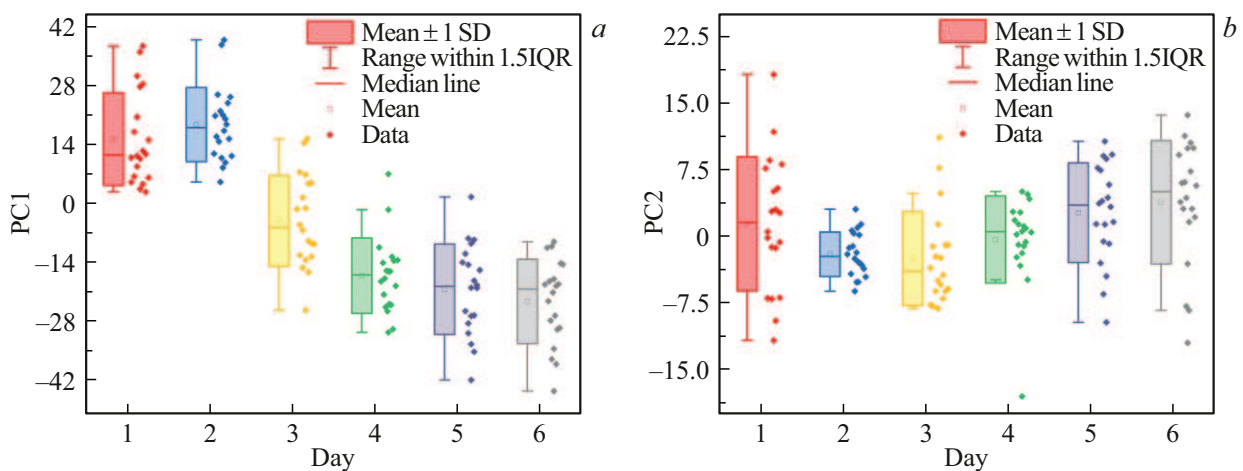 42
28
14
0
–14
–28
–42
PC1
Mean ± 1 SD
Range within 1.5IQR
Median line
Mean
Data
a
1 2 3 4 5 6
Day
22.5
15.0
7.5
0
–7.5
–15.0
PC2
Mean ± 1 SD
Range within 1.5IQR
Median line
Mean
Data
b
1 2 3 4 5 6
Day